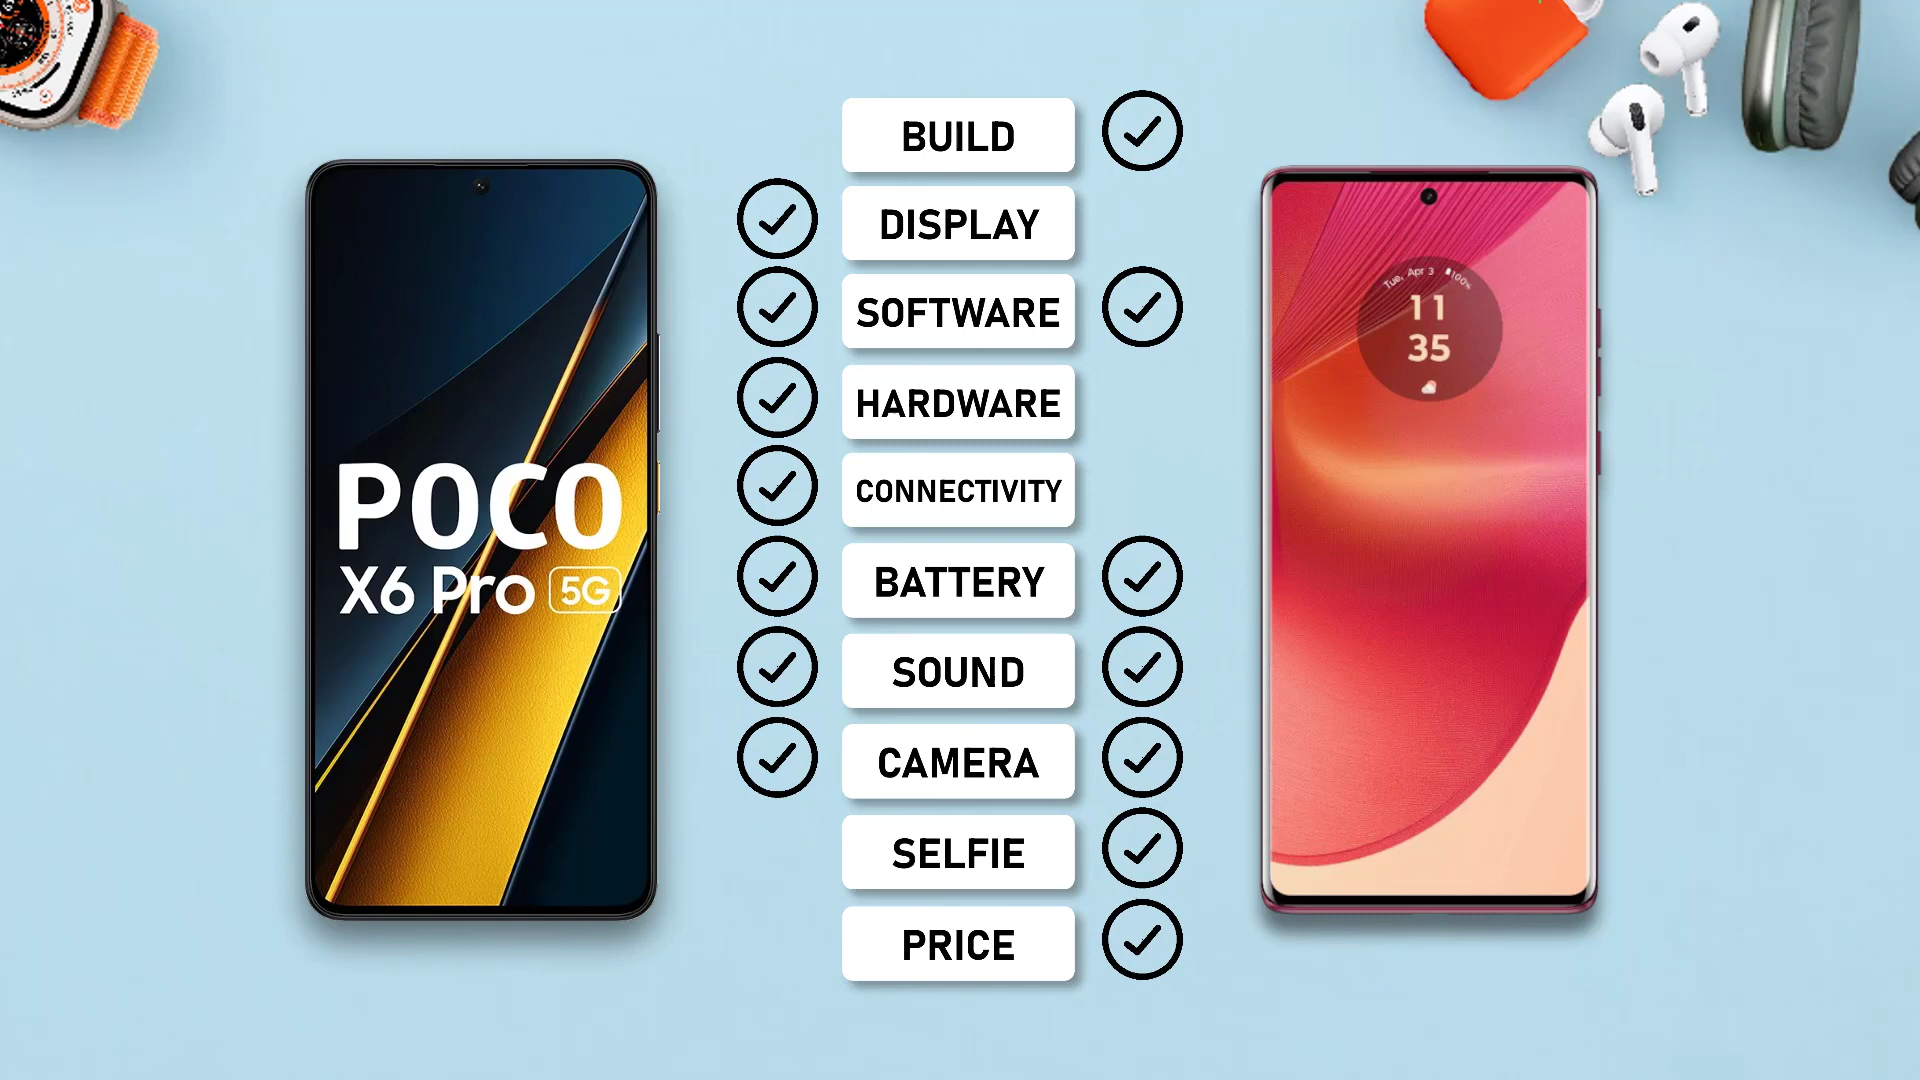 BUILD
DISPLAY
SOFTWARE
HARDWARE
CONNECTIVITY
BATTERY
SOUND
CAMERA
SELFIE
PRICE
POCO
X6 Pro 5G
Tue, Apr 3 100%
11
35